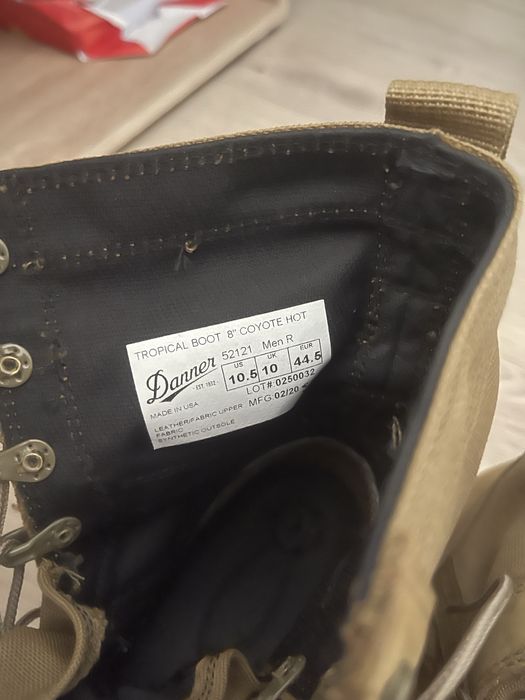 TROPICAL BOOT 8" COYOTE HOT
Danner 52121 Men R
EST. 1932
US UK EUR
10.5 10 44.5
MADE IN USA
LOT# 0250032
LEATHER/FABRIC UPPER MFG 02/20
FABRIC
SYNTHETIC OUTSOLE